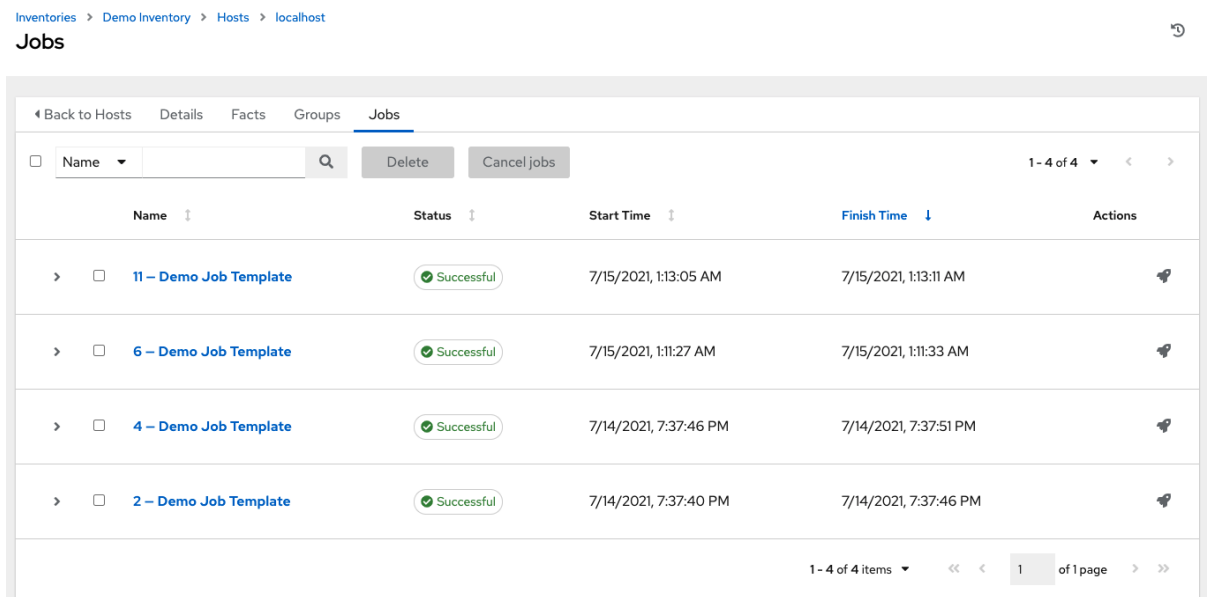 Inventories > Demo Inventory > Hosts > localhost
Jobs
Back to Hosts Details Facts Groups Jobs
Name Delete Cancel jobs 1 - 4 of 4
Name Status Start Time Finish Time Actions
11 — Demo Job Template Successful 7/15/2021, 1:13:05 AM 7/15/2021, 1:13:11 AM
6 — Demo Job Template Successful 7/15/2021, 1:11:27 AM 7/15/2021, 1:11:33 AM
4 — Demo Job Template Successful 7/14/2021, 7:37:46 PM 7/14/2021, 7:37:51 PM
2 — Demo Job Template Successful 7/14/2021, 7:37:40 PM 7/14/2021, 7:37:46 PM
1 - 4 of 4 items 1 of 1 page